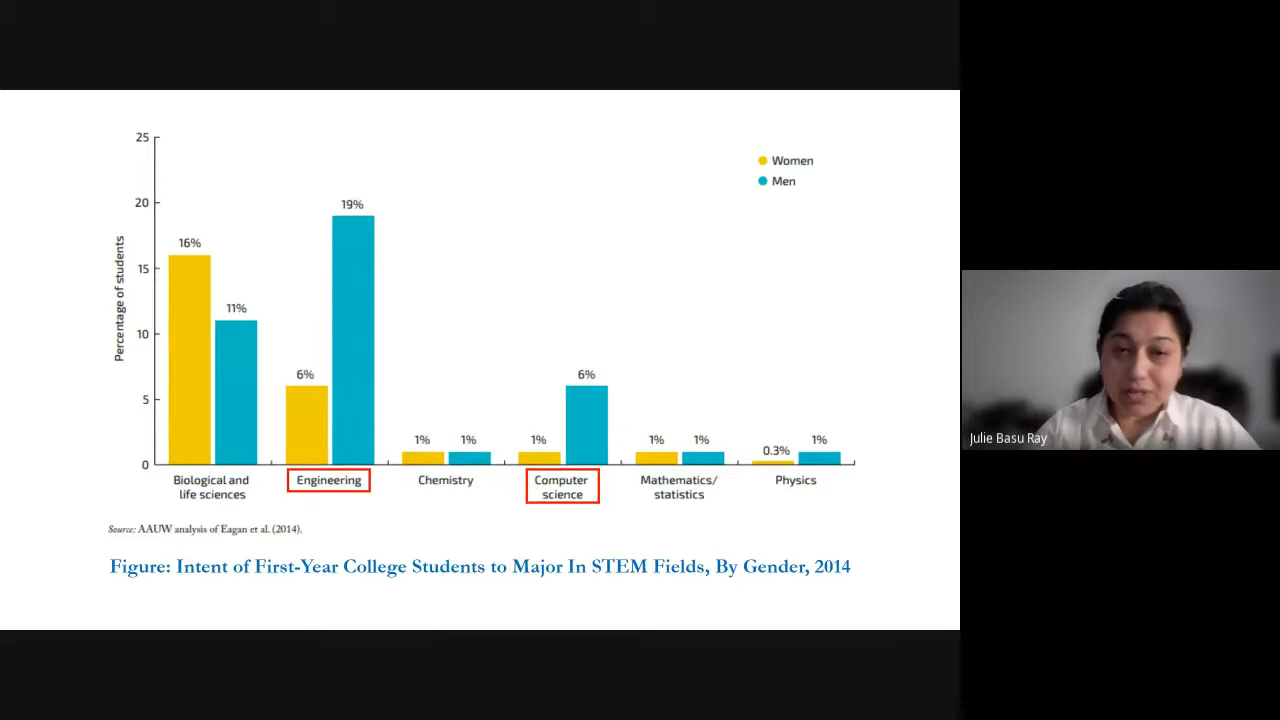 25
Women
Men
20
19%
16%
Percentage of students
15
11%
10
6%
6%
5
1%
1%
1%
1%
1%
0.3%
1%
0
Biological and
life sciences
Engineering
Chemistry
Computer
science
Mathematics/
statistics
Physics
Source: AAUW analysis of Eagan et al. (2014).
Figure: Intent of First-Year College Students to Major In STEM Fields, By Gender, 2014
Julie Basu Ray